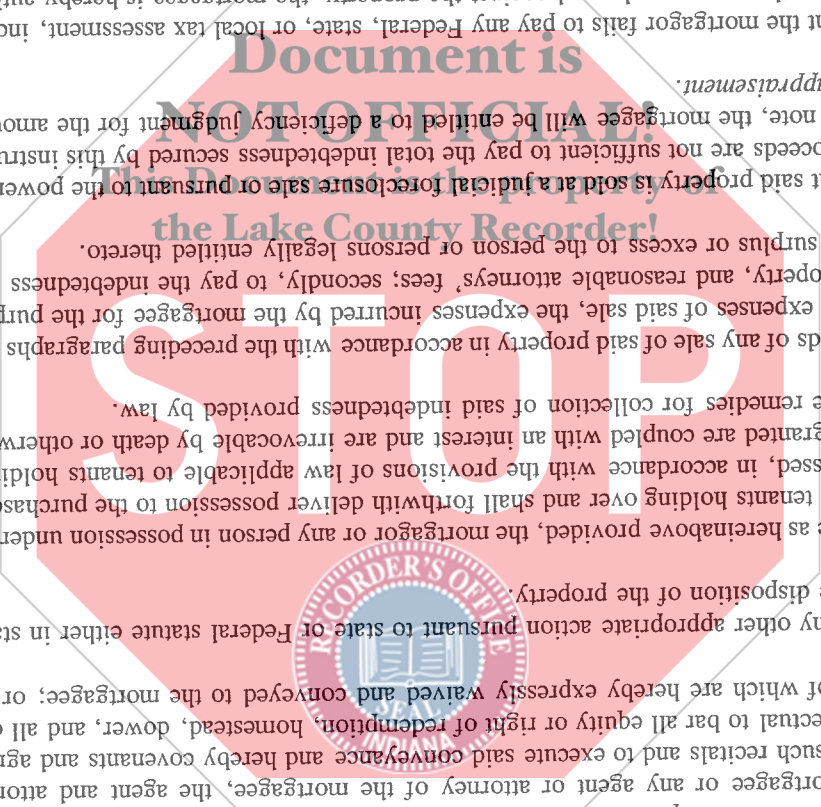 rtgagee or any agent or attorney of the mortgagee, the agent and attor
such recitals and to execute said conveyance and hereby covenants and agr
ectual to bar all equity or right of redemption, homestead, dower, and all
of which are hereby expressly waived and conveyed to the mortgagee; or
ny other appropriate action pursuant to state or Federal statute either in sta
e disposition of the property.
e as hereinabove provided, the mortgagor or any person in possession under
tenants holding over and shall forthwith deliver possession to the purchase
ssed, in accordance with the provisions of law applicable to tenants holdi
granted are coupled with an interest and are irrevocable by death or otherw
e remedies for collection of said indebtedness provided by law.
ds of any sale of said property in accordance with the preceding paragraphs
expenses of said sale, the expenses incurred by the mortgagee for the purp
operty, and reasonable attorneys' fees; secondly, to pay the indebtedness
surplus or excess to the person or persons legally entitled thereto.
t said property is sold at a judicial foreclosure sale or pursuant to the power
oceeds are not sufficient to pay the total indebtedness secured by this instru
note, the mortgagee will be entitled to a deficiency judgment for the amou
appraisement.
nt the mortgagor fails to pay any Federal, state, or local tax assessment, inc
Document is
NOT OFFICIAL!
This Document is the property of
the Lake County Recorder!
STOP
RECORDER'S OFFICE
SEAL
INDIANA